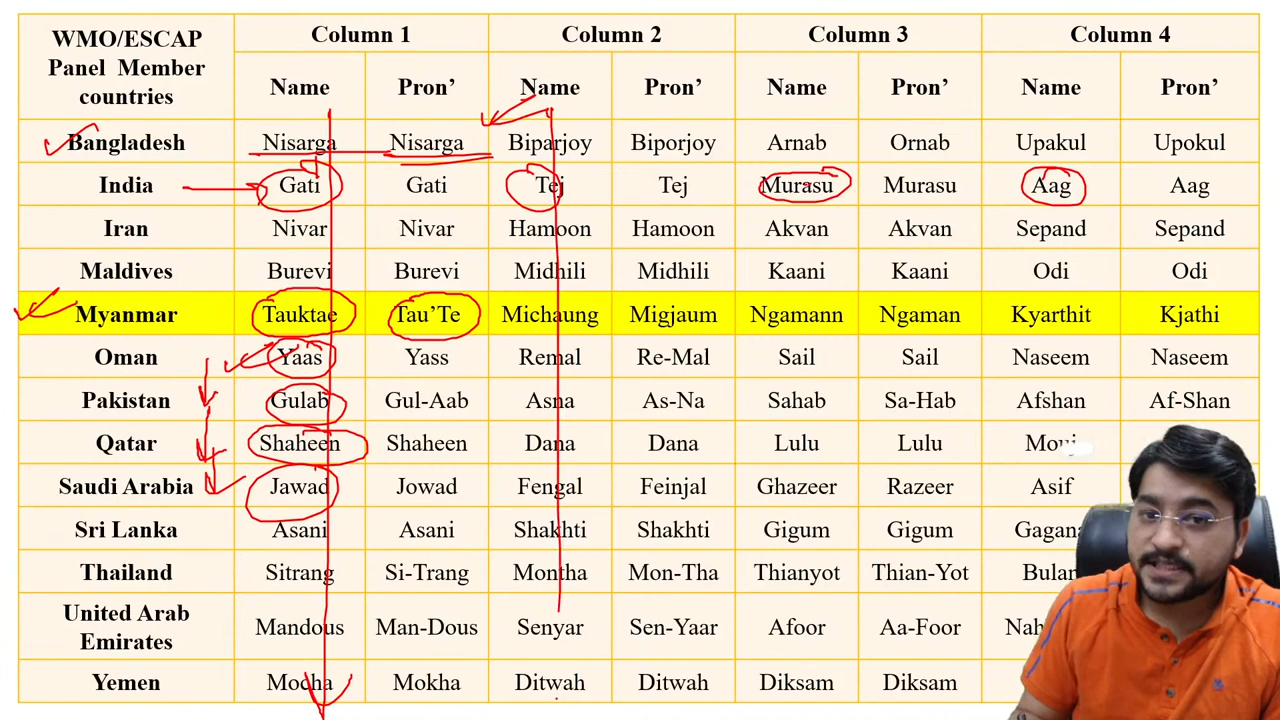 WMO/ESCAP Panel Member countries Column 1 Column 2 Column 3 Column 4
Name Pron’ Name Pron’ Name Pron’ Name Pron’
Bangladesh Nisarga Nisarga Biparjoy Biporjoy Arnab Ornab Upakul Upokul
India Gati Gati Tej Tej Murasu Murasu Aag Aag
Iran Nivar Nivar Hamoon Hamoon Akvan Akvan Sepand Sepand
Maldives Burevi Burevi Midhili Midhili Kaani Kaani Odi Odi
Myanmar Tauktae Tau’Te Michaung Migjaum Ngamann Ngaman Kyarthit Kjathi
Oman Yaas Yass Remal Re-Mal Sail Sail Naseem Naseem
Pakistan Gulab Gul-Aab Asna As-Na Sahab Sa-Hab Afshan Af-Shan
Qatar Shaheen Shaheen Dana Dana Lulu Lulu
Saudi Arabia Jawad Jowad Fengal Feinjal Ghazeer Razeer Asif
Sri Lanka Asani Asani Shakhti Shakhti Gigum Gigum
Thailand Sitrang Si-Trang Montha Mon-Tha Thianyot Thian-Yot
United Arab Emirates Mandous Man-Dous Senyar Sen-Yaar Afoor Aa-Foor
Yemen Mocha Mokha Ditwah Ditwah Diksam Diksam